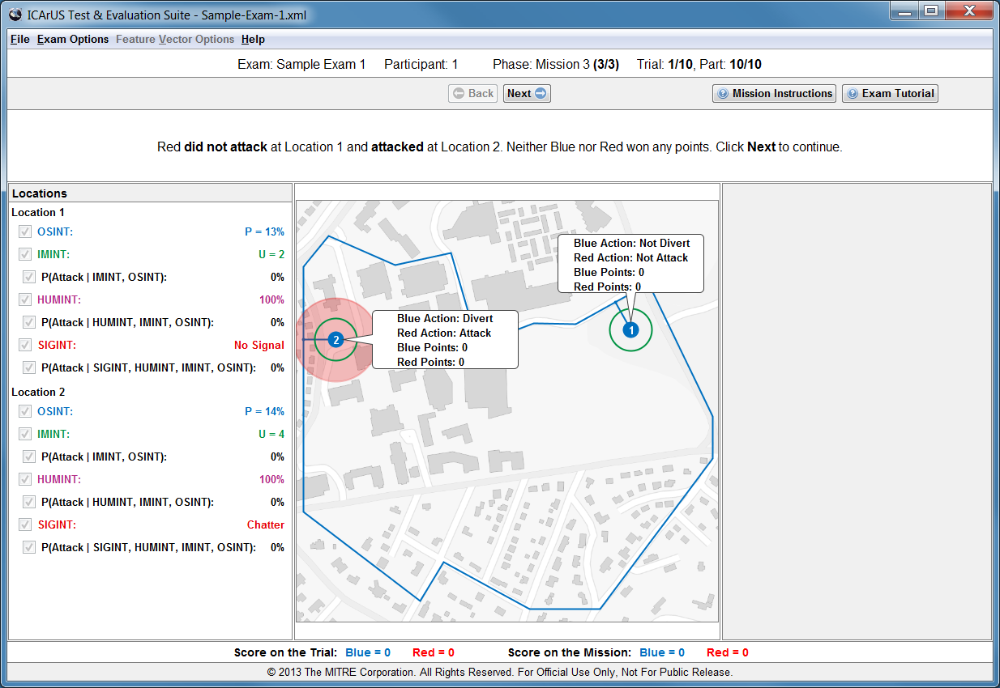 ICArUS Test & Evaluation Suite - Sample-Exam-1.xml
File Exam Options Feature Vector Options Help
Exam: Sample Exam 1 Participant: 1 Phase: Mission 3 (3/3) Trial: 1/10, Part: 10/10
Back Next Mission Instructions Exam Tutorial
Red did not attack at Location 1 and attacked at Location 2. Neither Blue nor Red won any points. Click Next to continue.
Locations
Location 1
OSINT: P = 13%
IMINT: U = 2
P(Attack | IMINT, OSINT): 0%
HUMINT: 100%
P(Attack | HUMINT, IMINT, OSINT): 0%
SIGINT: No Signal
P(Attack | SIGINT, HUMINT, IMINT, OSINT): 0%
Location 2
OSINT: P = 14%
IMINT: U = 4
P(Attack | IMINT, OSINT): 0%
HUMINT: 100%
P(Attack | HUMINT, IMINT, OSINT): 0%
SIGINT: Chatter
P(Attack | SIGINT, HUMINT, IMINT, OSINT): 0%
Blue Action: Not Divert
Red Action: Not Attack
Blue Points: 0
Red Points: 0
1
Blue Action: Divert
Red Action: Attack
Blue Points: 0
Red Points: 0
2
Score on the Trial: Blue = 0 Red = 0 Score on the Mission: Blue = 0 Red = 0
© 2013 The MITRE Corporation. All Rights Reserved. For Official Use Only, Not For Public Release.